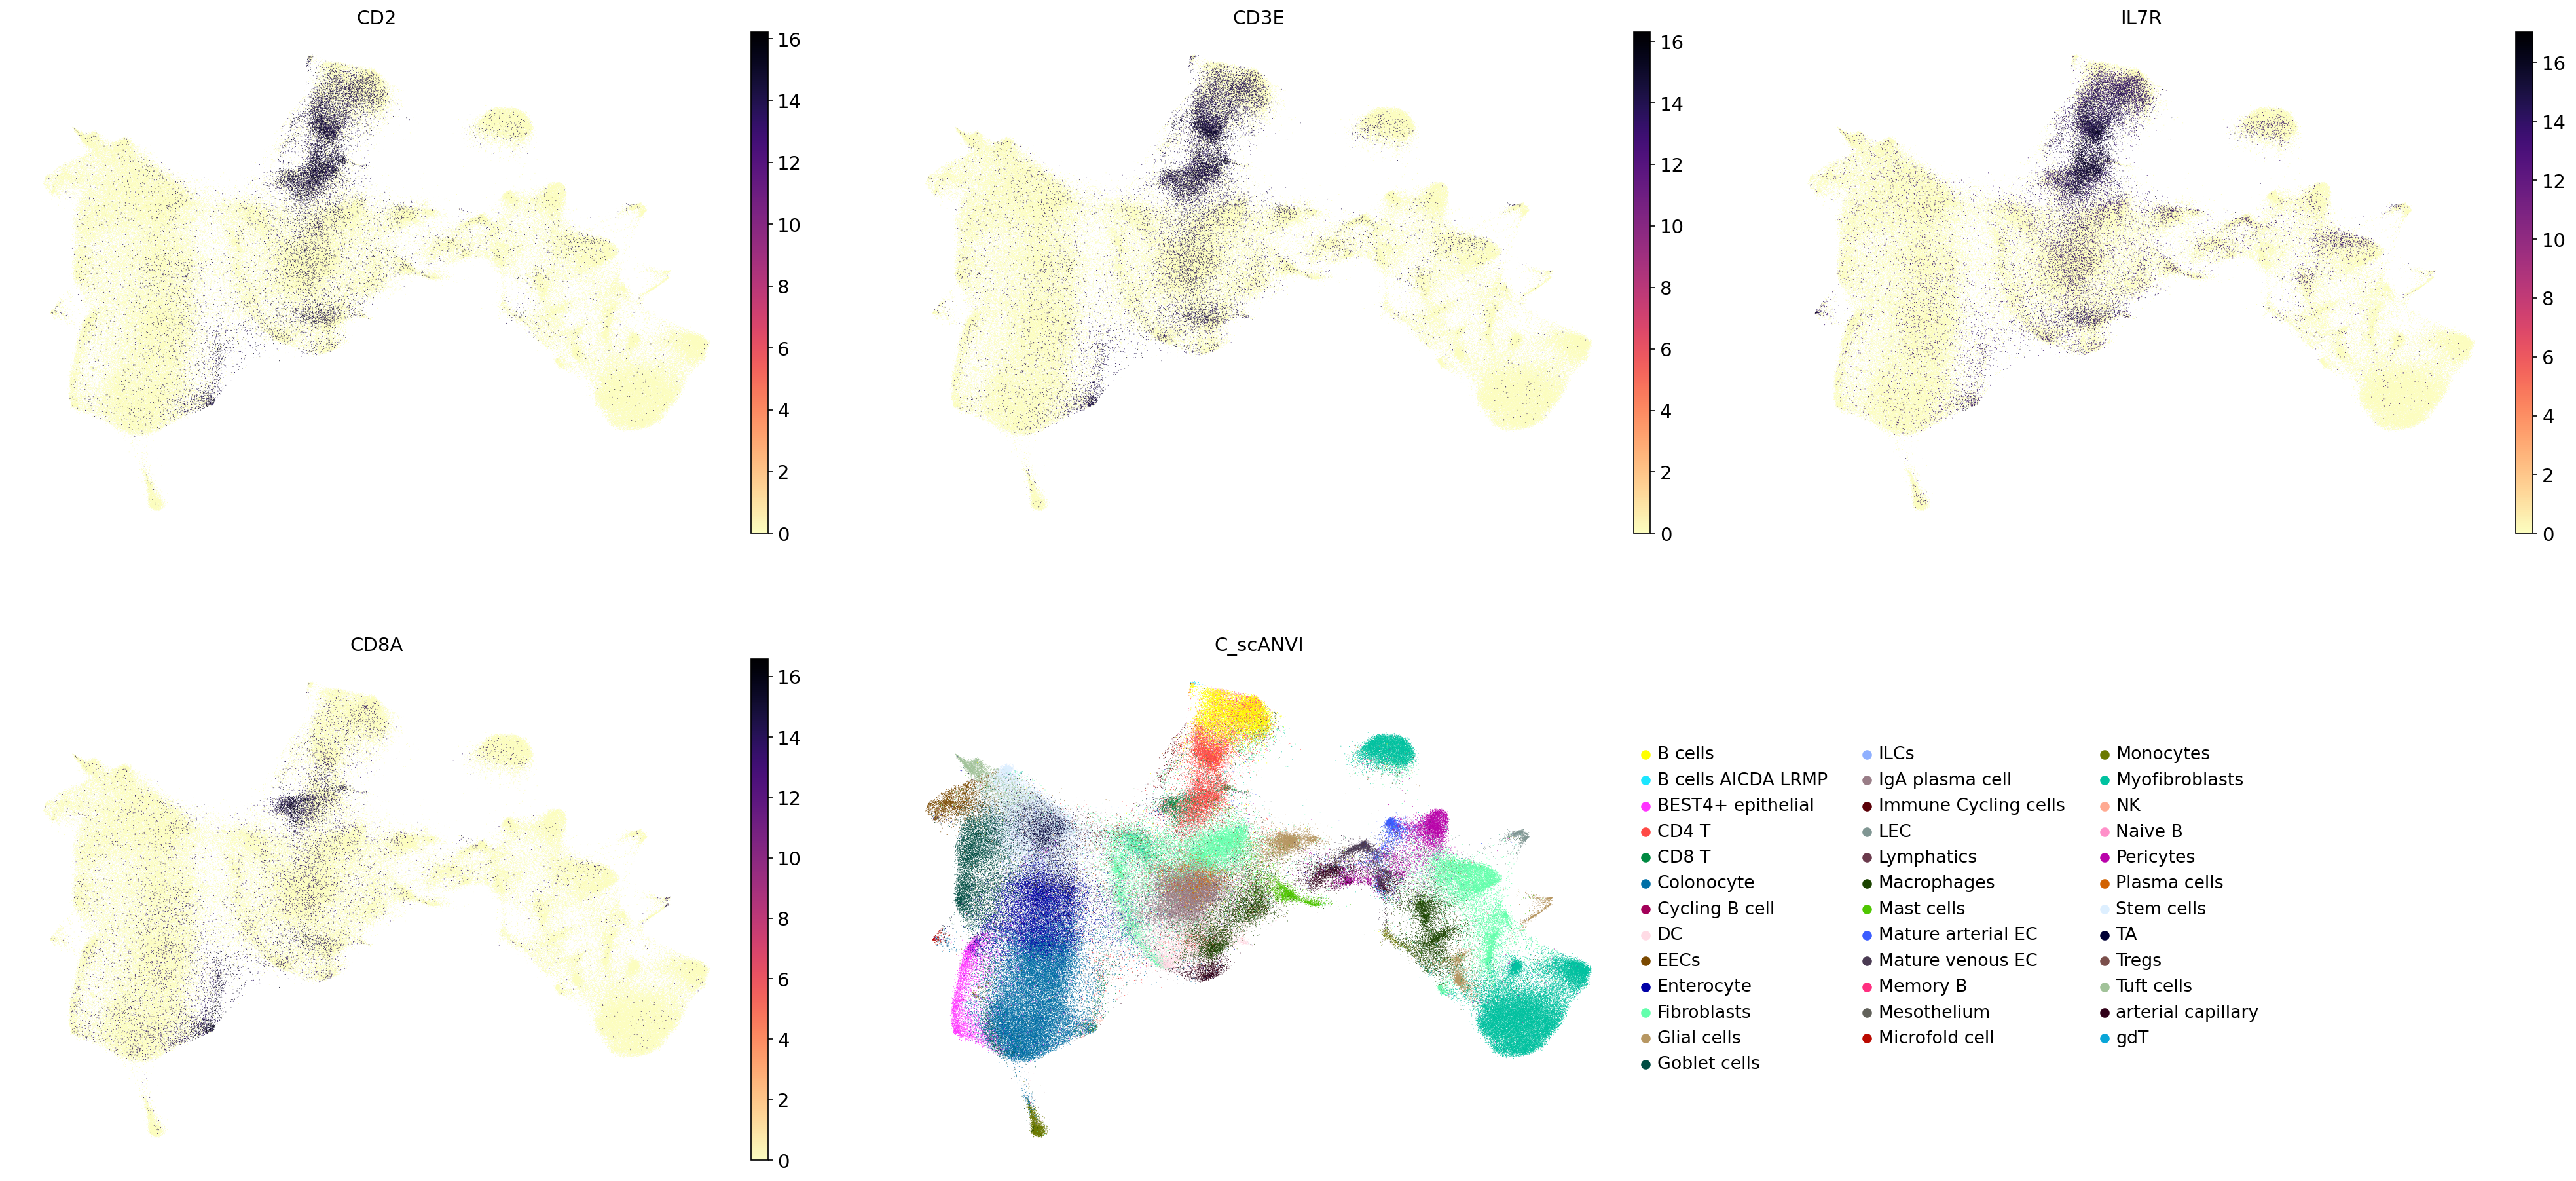 CD2
16
14
12
10
8
6
4
2
0
CD3E
16
14
12
10
8
6
4
2
0
IL7R
16
14
12
10
8
6
4
2
0
CD8A
16
14
12
10
8
6
4
2
0
C_scANVI
B cells
B cells AICDA LRMP
BEST4+ epithelial
CD4 T
CD8 T
Colonocyte
Cycling B cell
DC
EECs
Enterocyte
Fibroblasts
Glial cells
Goblet cells
ILCs
IgA plasma cell
Immune Cycling cells
LEC
Lymphatics
Macrophages
Mast cells
Mature arterial EC
Mature venous EC
Memory B
Mesothelium
Microfold cell
Monocytes
Myofibroblasts
NK
Naive B
Pericytes
Plasma cells
Stem cells
TA
Tregs
Tuft cells
arterial capillary
gdT